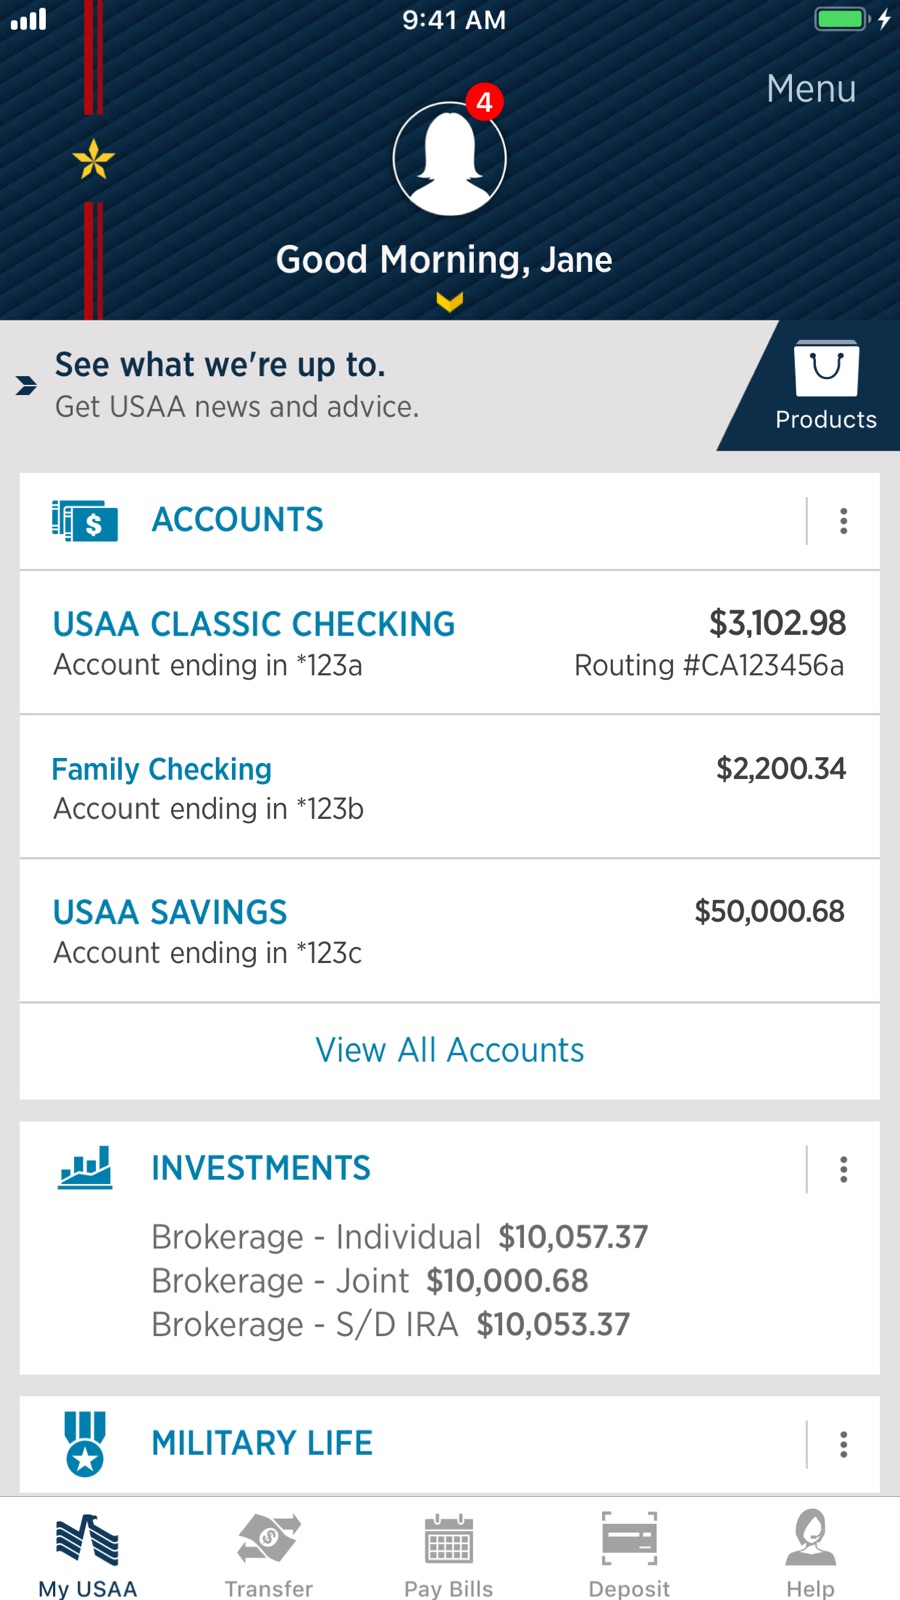 9:41 AM
Menu
4
Good Morning, Jane
See what we're up to.
Get USAA news and advice.
Products
$
ACCOUNTS
USAA CLASSIC CHECKING $3,102.98
Account ending in *123a Routing #CA123456a
Family Checking $2,200.34
Account ending in *123b
USAA SAVINGS $50,000.68
Account ending in *123c
View All Accounts
INVESTMENTS
Brokerage - Individual $10,057.37
Brokerage - Joint $10,000.68
Brokerage - S/D IRA $10,053.37
MILITARY LIFE
$
My USAA Transfer Pay Bills Deposit Help